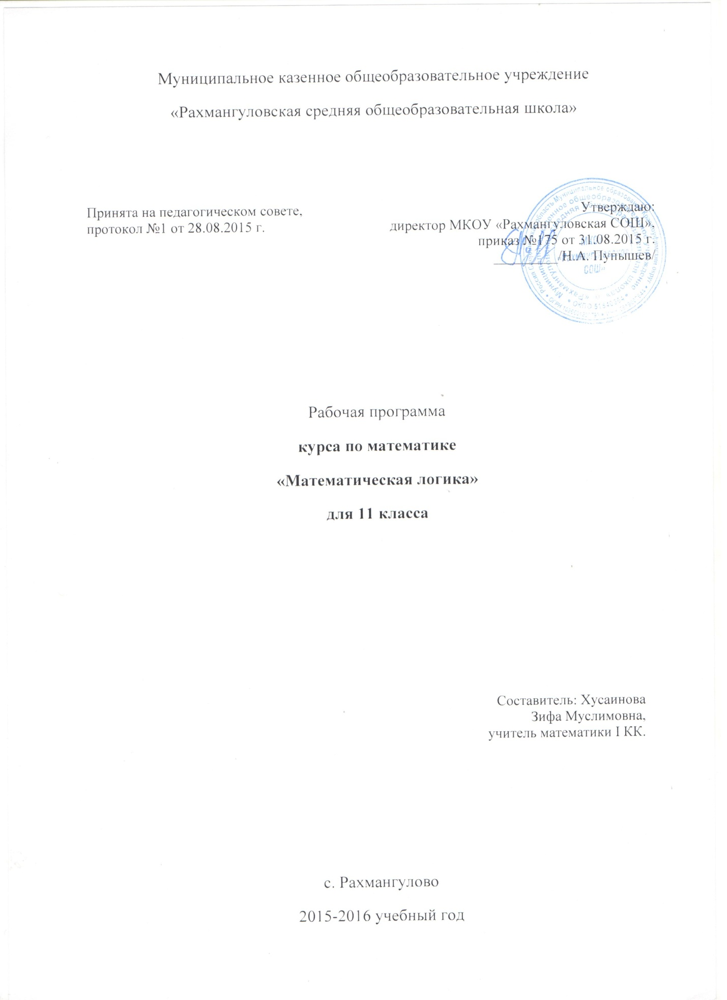 Муниципальное казенное общеобразовательное учреждение
«Рахмангуловская средняя общеобразовательная школа»
Принята на педагогическом совете,
протокол №1 от 28.08.2015 г.
Утверждаю:
директор МКОУ «Рахмангуловская СОШ»,
приказ №175 от 31.08.2015 г.
/Н.А. Пунышев/
СОШ»
Рабочая программа
курса по математике
«Математическая логика»
для 11 класса
Составитель: Хусаинова
Зифа Муслимовна,
учитель математики I КК.
с. Рахмангулово
2015-2016 учебный год